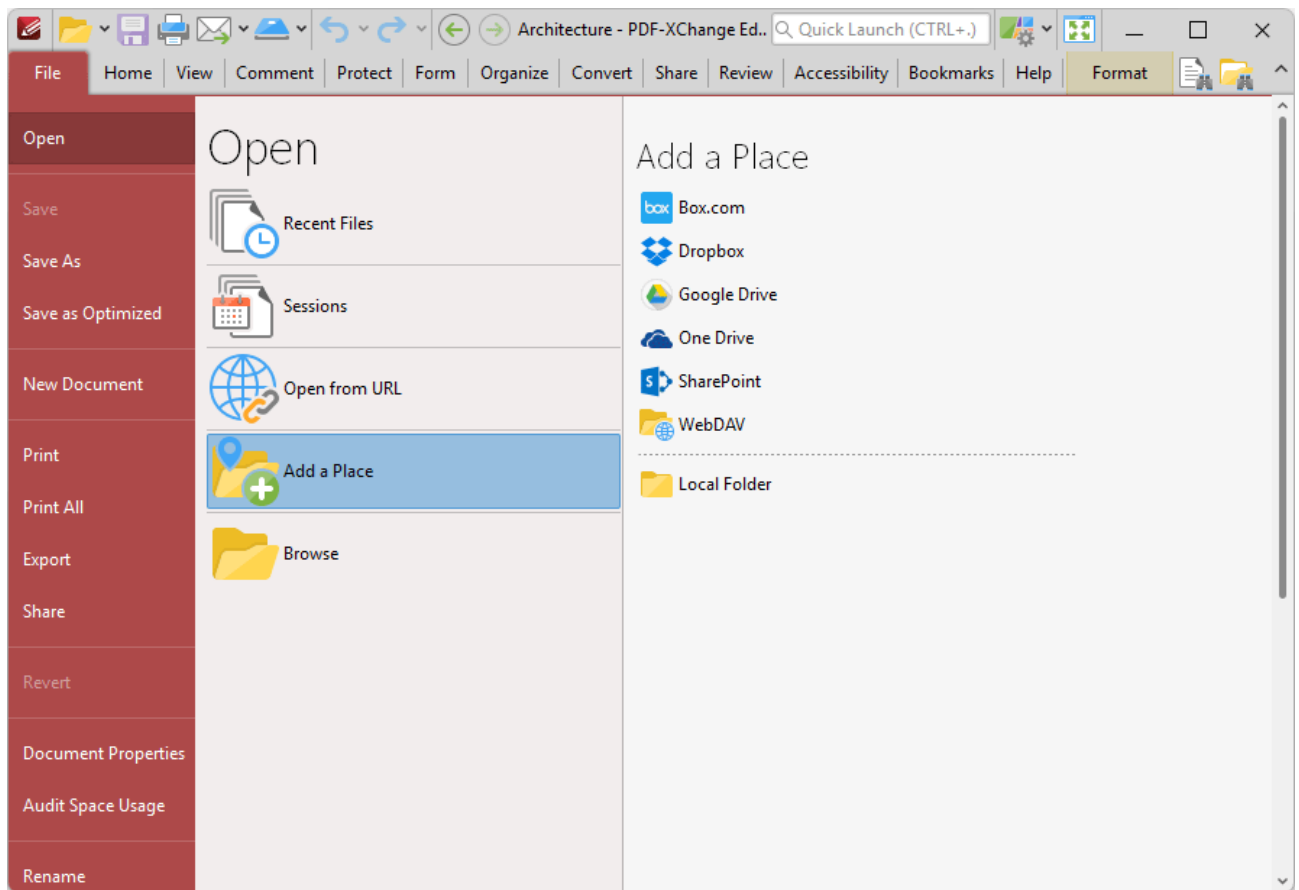 Architecture - PDF-XChange Ed..
Quick Launch (CTRL+.)
File
Home
View
Comment
Protect
Form
Organize
Convert
Share
Review
Accessibility
Bookmarks
Help
Format
Open
Save
Save As
Save as Optimized
New Document
Print
Print All
Export
Share
Revert
Document Properties
Audit Space Usage
Rename
Open
Recent Files
Sessions
Open from URL
Add a Place
Browse
Add a Place
box Box.com
Dropbox
Google Drive
One Drive
S SharePoint
WebDAV
Local Folder